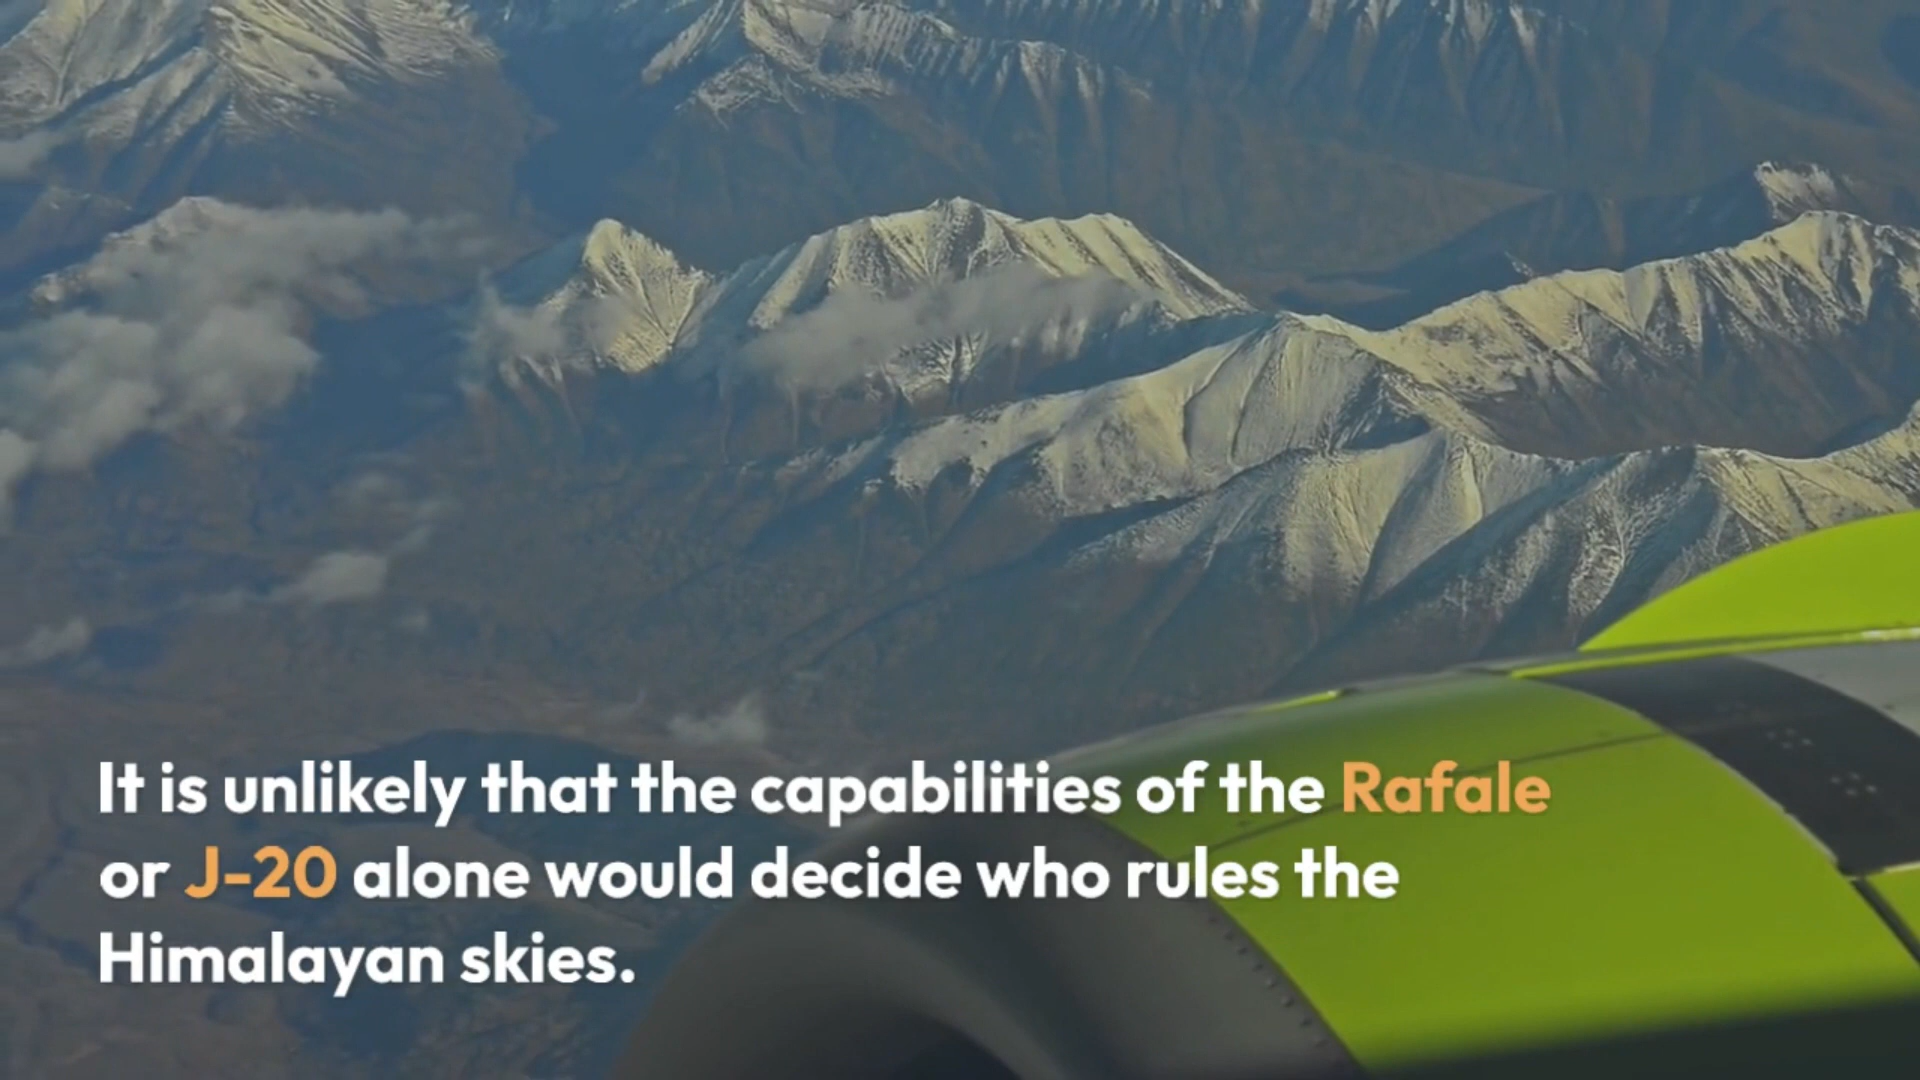 It is unlikely that the capabilities of the Rafale
or J-20 alone would decide who rules the
Himalayan skies.